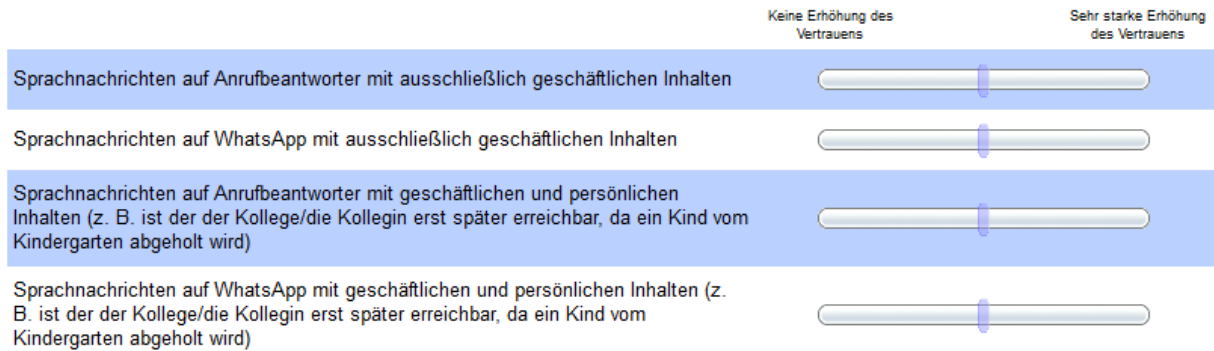 Keine Erhöhung des
Vertrauens
Sehr starke Erhöhung
des Vertrauens
Sprachnachrichten auf Anrufbeantworter mit ausschließlich geschäftlichen Inhalten
Sprachnachrichten auf WhatsApp mit ausschließlich geschäftlichen Inhalten
Sprachnachrichten auf Anrufbeantworter mit geschäftlichen und persönlichen
Inhalten (z. B. ist der der Kollege/die Kollegin erst später erreichbar, da ein Kind vom
Kindergarten abgeholt wird)
Sprachnachrichten auf WhatsApp mit geschäftlichen und persönlichen Inhalten (z.
B. ist der der Kollege/die Kollegin erst später erreichbar, da ein Kind vom
Kindergarten abgeholt wird)